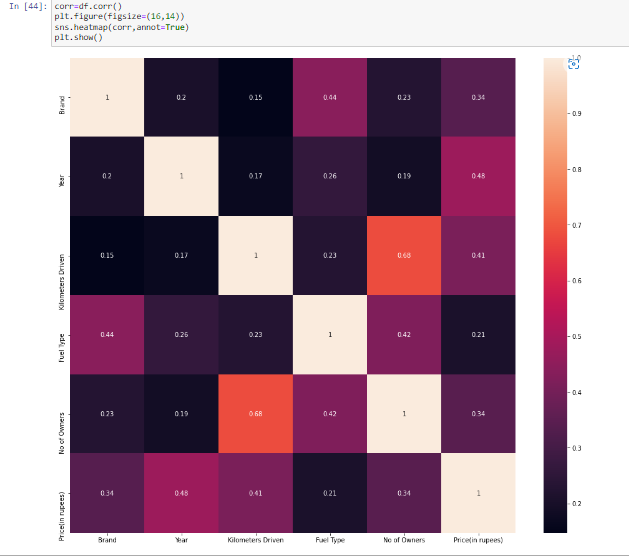 In [44]: corr=df.corr()
plt.figure(figsize=(16,14))
sns.heatmap(corr,annot=True)
plt.show()
Brand 1 0.2 0.15 0.44 0.23 0.34
Year 0.2 1 0.17 0.26 0.19 0.48
Kilometers Driven 0.15 0.17 1 0.23 0.68 0.41
Fuel Type 0.44 0.26 0.23 1 0.42 0.21
No of Owners 0.23 0.19 0.68 0.42 1 0.34
Price(in rupees) 0.34 0.48 0.41 0.21 0.34 1
Brand Year Kilometers Driven Fuel Type No of Owners Price(in rupees)
0.9
0.8
0.7
0.6
0.5
0.4
0.3
0.2